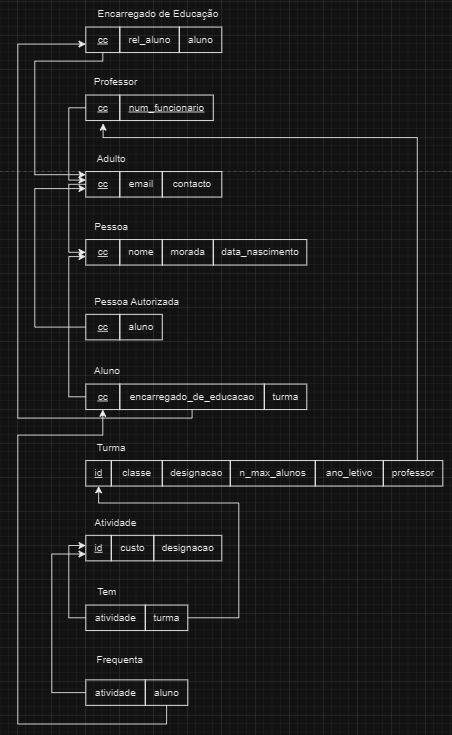 Encarregado de Educação
cc rel_aluno aluno
Professor
cc num_funcionario
Adulto
cc email contacto
Pessoa
cc nome morada data_nascimento
Pessoa Autorizada
cc aluno
Aluno
cc encarregado_de_educacao turma
Turma
id classe designacao n_max_alunos ano_letivo professor
Atividade
id custo designacao
Tem
atividade turma
Frequenta
atividade aluno